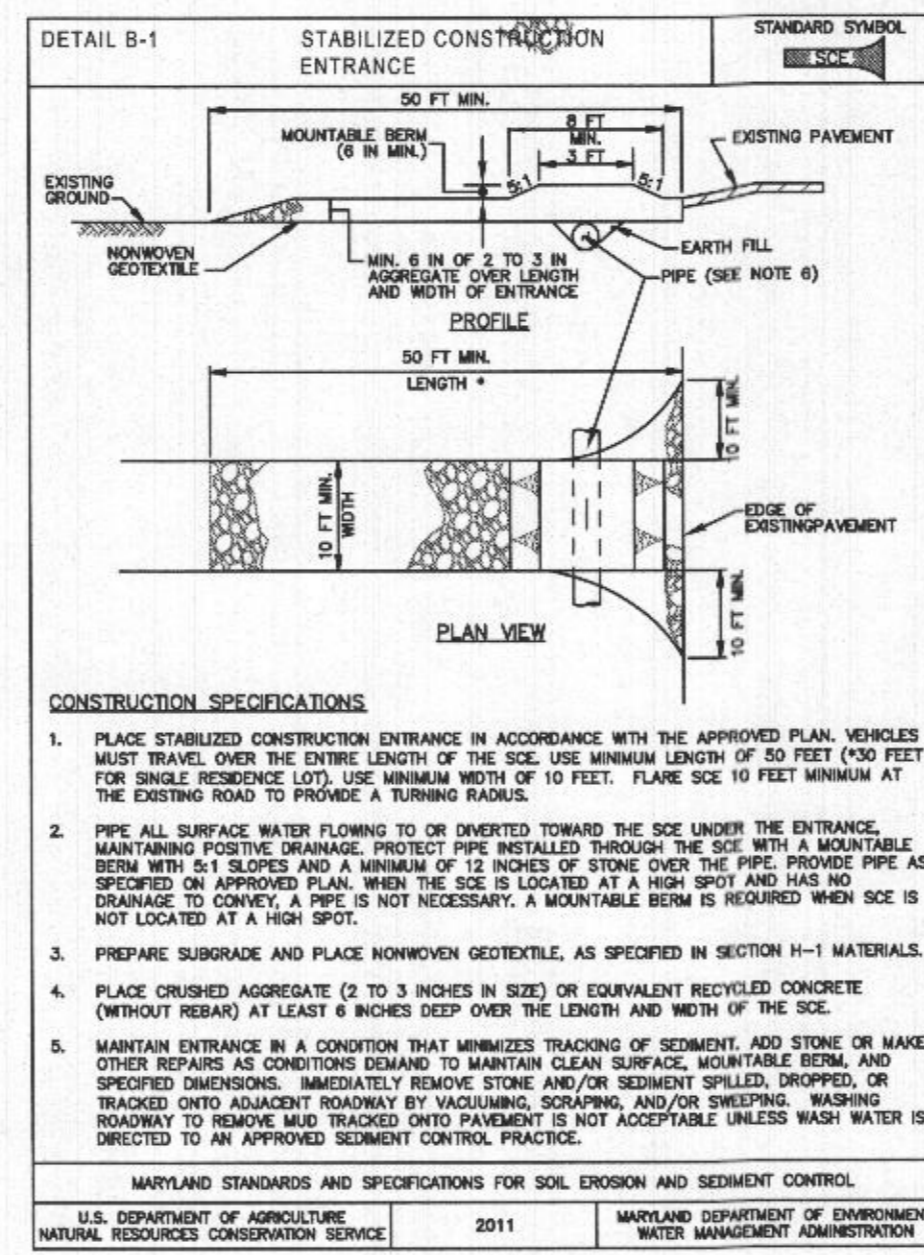 DETAIL B-1
STABILIZED CONSTRUCTION
ENTRANCE
STANDARD SYMBOL
SCE
50 FT MIN.
8 FT
MIN.
3 FT
MOUNTABLE BERM
(6 IN MIN.)
EXISTING PAVEMENT
5:1
5:1
EXISTING
GROUND
NONWOVEN
GEOTEXTILE
MIN. 6 IN OF 2 TO 3 IN
AGGREGATE OVER LENGTH
AND WIDTH OF ENTRANCE
EARTH FILL
PIPE (SEE NOTE 6)
PROFILE
50 FT MIN.
LENGTH *
10 FT MIN.
10 FT MIN.
WIDTH
EDGE OF
EXISTINGPAVEMENT
10 FT MIN.
PLAN VIEW
CONSTRUCTION SPECIFICATIONS
1. PLACE STABILIZED CONSTRUCTION ENTRANCE IN ACCORDANCE WITH THE APPROVED PLAN. VEHICLES
MUST TRAVEL OVER THE ENTIRE LENGTH OF THE SCE. USE MINIMUM LENGTH OF 50 FEET (*30 FEET
FOR SINGLE RESIDENCE LOT). USE MINIMUM WIDTH OF 10 FEET. FLARE SCE 10 FEET MINIMUM AT
THE EXISTING ROAD TO PROVIDE A TURNING RADIUS.
2. PIPE ALL SURFACE WATER FLOWING TO OR DIVERTED TOWARD THE SCE UNDER THE ENTRANCE,
MAINTAINING POSITIVE DRAINAGE. PROTECT PIPE INSTALLED THROUGH THE SCE WITH A MOUNTABLE
BERM WITH 5:1 SLOPES AND A MINIMUM OF 12 INCHES OF STONE OVER THE PIPE. PROVIDE PIPE AS
SPECIFIED ON APPROVED PLAN. WHEN THE SCE IS LOCATED AT A HIGH SPOT AND HAS NO
DRAINAGE TO CONVEY, A PIPE IS NOT NECESSARY. A MOUNTABLE BERM IS REQUIRED WHEN SCE IS
NOT LOCATED AT A HIGH SPOT.
3. PREPARE SUBGRADE AND PLACE NONWOVEN GEOTEXTILE, AS SPECIFIED IN SECTION H-1 MATERIALS.
4. PLACE CRUSHED AGGREGATE (2 TO 3 INCHES IN SIZE) OR EQUIVALENT RECYCLED CONCRETE
(WITHOUT REBAR) AT LEAST 6 INCHES DEEP OVER THE LENGTH AND WIDTH OF THE SCE.
5. MAINTAIN ENTRANCE IN A CONDITION THAT MINIMIZES TRACKING OF SEDIMENT. ADD STONE OR MAKE
OTHER REPAIRS AS CONDITIONS DEMAND TO MAINTAIN CLEAN SURFACE, MOUNTABLE BERM, AND
SPECIFIED DIMENSIONS. IMMEDIATELY REMOVE STONE AND/OR SEDIMENT SPILLED, DROPPED, OR
TRACKED ONTO ADJACENT ROADWAY BY VACUUMING, SCRAPING, AND/OR SWEEPING. WASHING
ROADWAY TO REMOVE MUD TRACKED ONTO PAVEMENT IS NOT ACCEPTABLE UNLESS WASH WATER IS
DIRECTED TO AN APPROVED SEDIMENT CONTROL PRACTICE.
MARYLAND STANDARDS AND SPECIFICATIONS FOR SOIL EROSION AND SEDIMENT CONTROL
U.S. DEPARTMENT OF AGRICULTURE
NATURAL RESOURCES CONSERVATION SERVICE
2011
MARYLAND DEPARTMENT OF ENVIRONMEN
WATER MANAGEMENT ADMINISTRATION